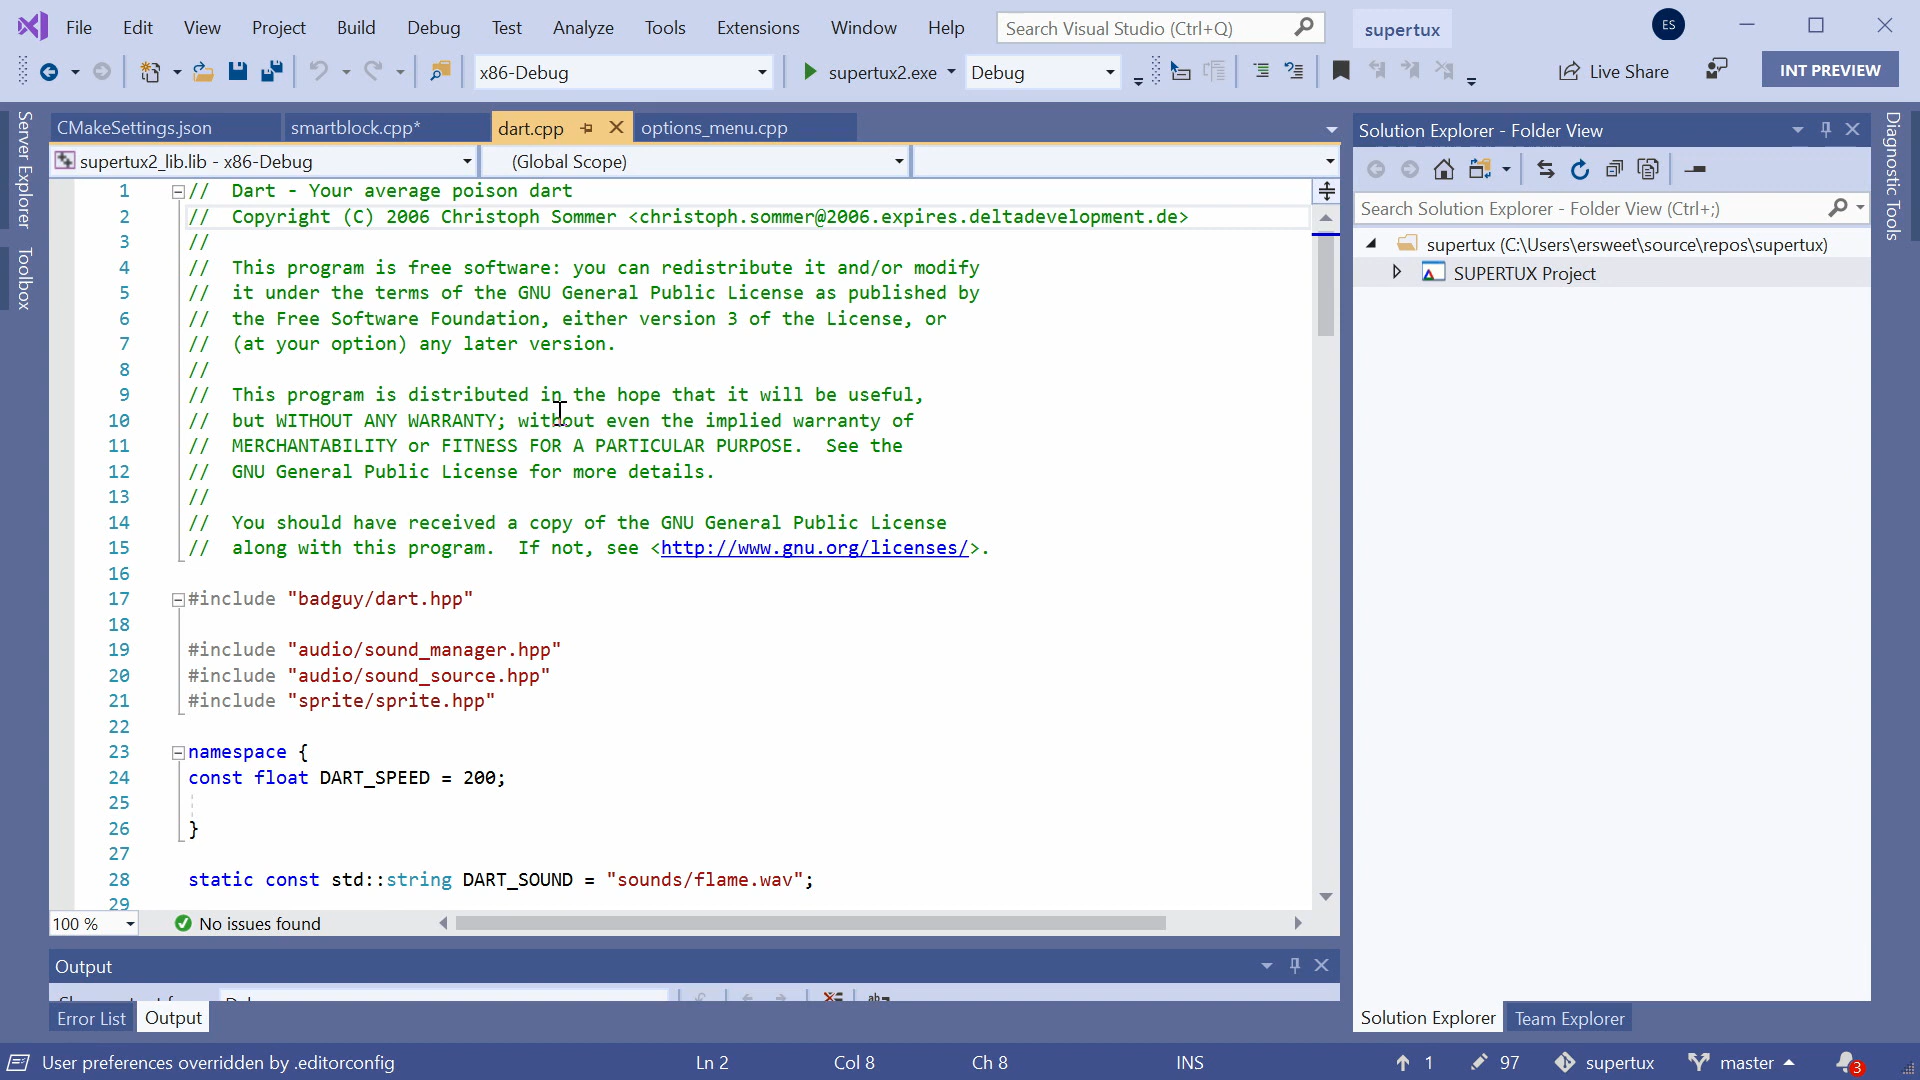 File Edit View Project Build Debug Test Analyze Tools Extensions Window Help Search Visual Studio (Ctrl+Q) supertux ES
x86-Debug supertux2.exe Debug Live Share INT PREVIEW
Server Explorer
Toolbox
CMakeSettings.json smartblock.cpp* dart.cpp options_menu.cpp
supertux2_lib.lib - x86-Debug (Global Scope)
1 // Dart - Your average poison dart
2 // Copyright (C) 2006 Christoph Sommer <christoph.sommer@2006.expires.deltadevelopment.de>
3 //
4 // This program is free software: you can redistribute it and/or modify
5 // it under the terms of the GNU General Public License as published by
6 // the Free Software Foundation, either version 3 of the License, or
7 // (at your option) any later version.
8 //
9 // This program is distributed in the hope that it will be useful,
10 // but WITHOUT ANY WARRANTY; without even the implied warranty of
11 // MERCHANTABILITY or FITNESS FOR A PARTICULAR PURPOSE.  See the
12 // GNU General Public License for more details.
13 //
14 // You should have received a copy of the GNU General Public License
15 // along with this program.  If not, see <http://www.gnu.org/licenses/>.
16
17 #include "badguy/dart.hpp"
18
19 #include "audio/sound_manager.hpp"
20 #include "audio/sound_source.hpp"
21 #include "sprite/sprite.hpp"
22
23 namespace {
24 const float DART_SPEED = 200;
25
26 }
27
28 static const std::string DART_SOUND = "sounds/flame.wav";
29
100 % No issues found
Output
Error List Output
Solution Explorer - Folder View
Search Solution Explorer - Folder View (Ctrl+;)
supertux (C:\Users\ersweet\source\repos\supertux)
SUPERTUX Project
Solution Explorer Team Explorer
Diagnostic Tools
User preferences overridden by .editorconfig Ln 2 Col 8 Ch 8 INS 1 97 supertux master 3